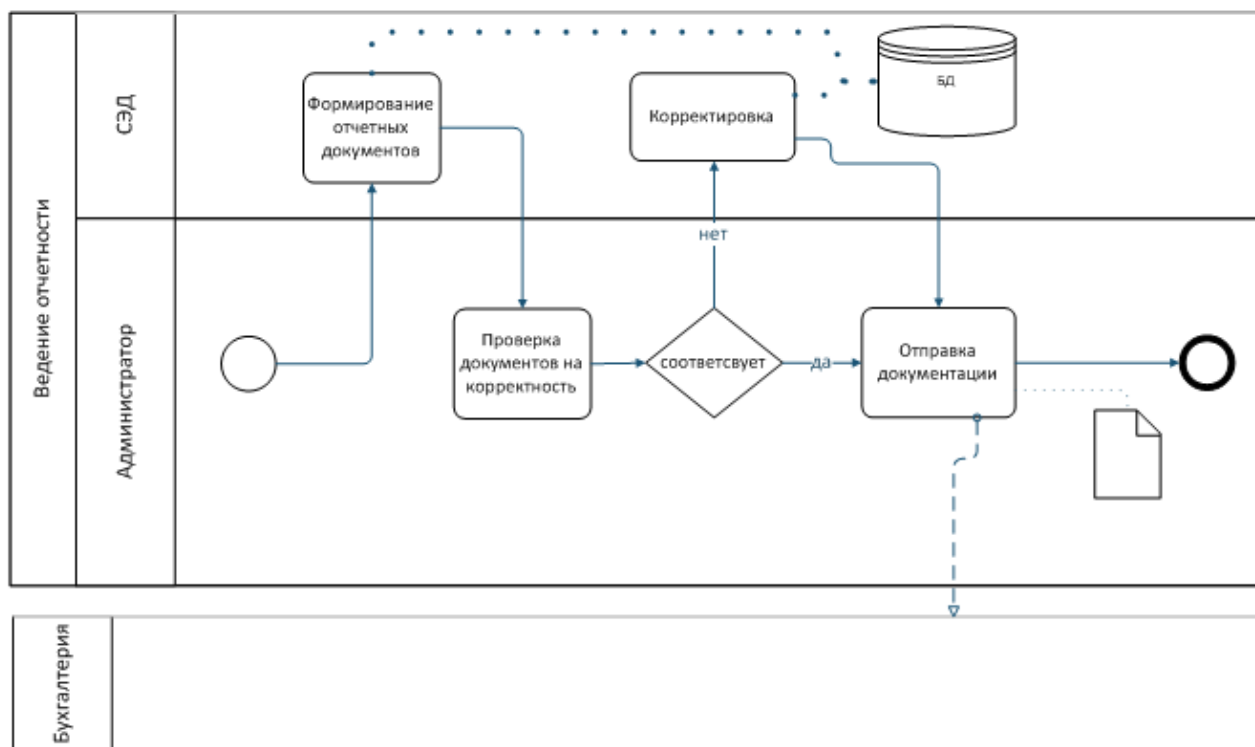 Ведение отчетности
СЭД
Формирование
отчетных
документов
Корректировка
БД
Администратор
нет
Проверка
документов на
корректность
соответсвует
да
Отправка
документации
Бухгалтерия